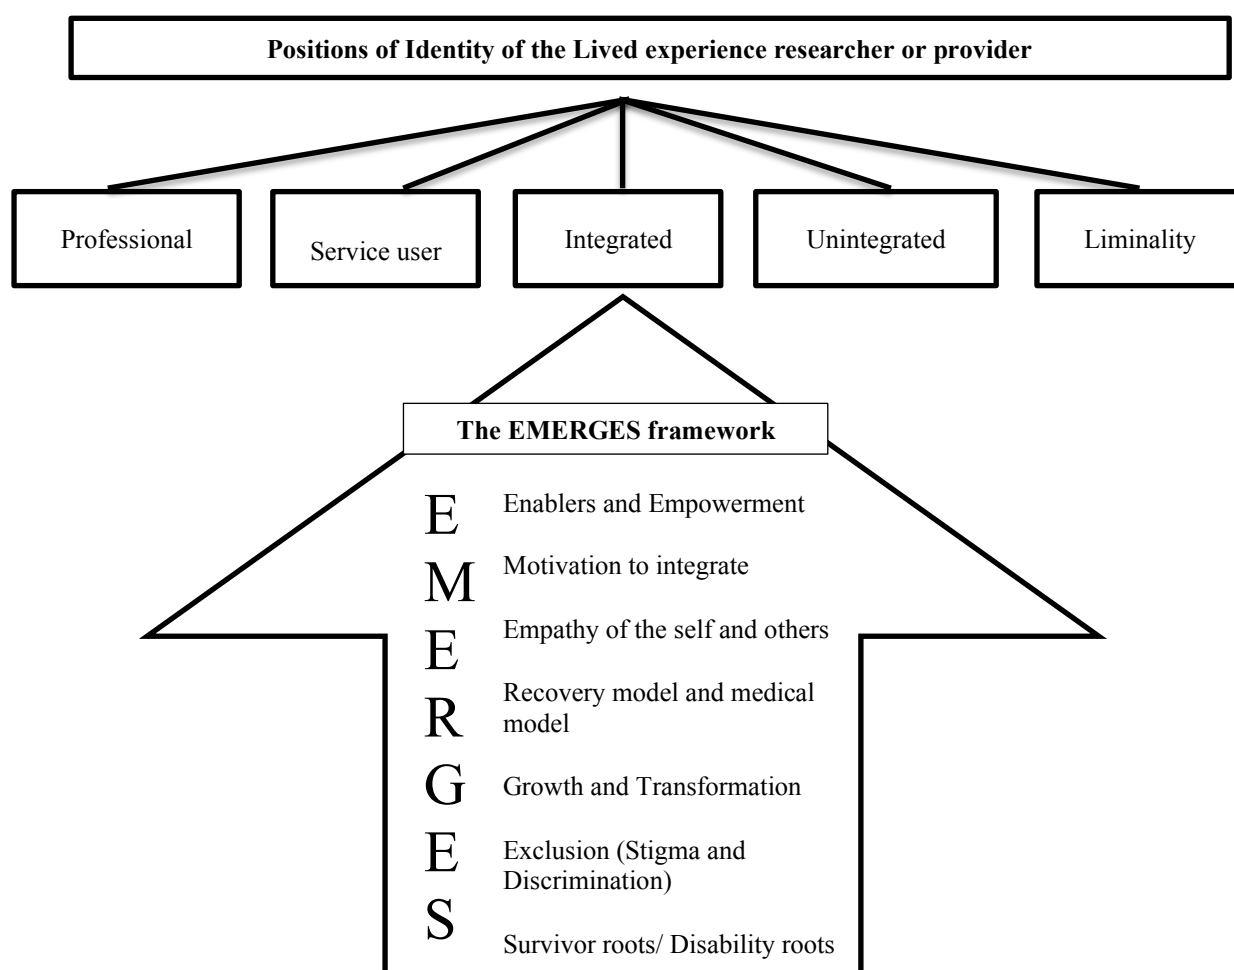 Positions of Identity of the Lived experience researcher or provider
Professional
Service user
Integrated
Unintegrated
Liminality
The EMERGES framework
E Enablers and Empowerment
M Motivation to integrate
E Empathy of the self and others
R Recovery model and medical
model
G Growth and Transformation
E Exclusion (Stigma and
Discrimination)
S Survivor roots/ Disability roots